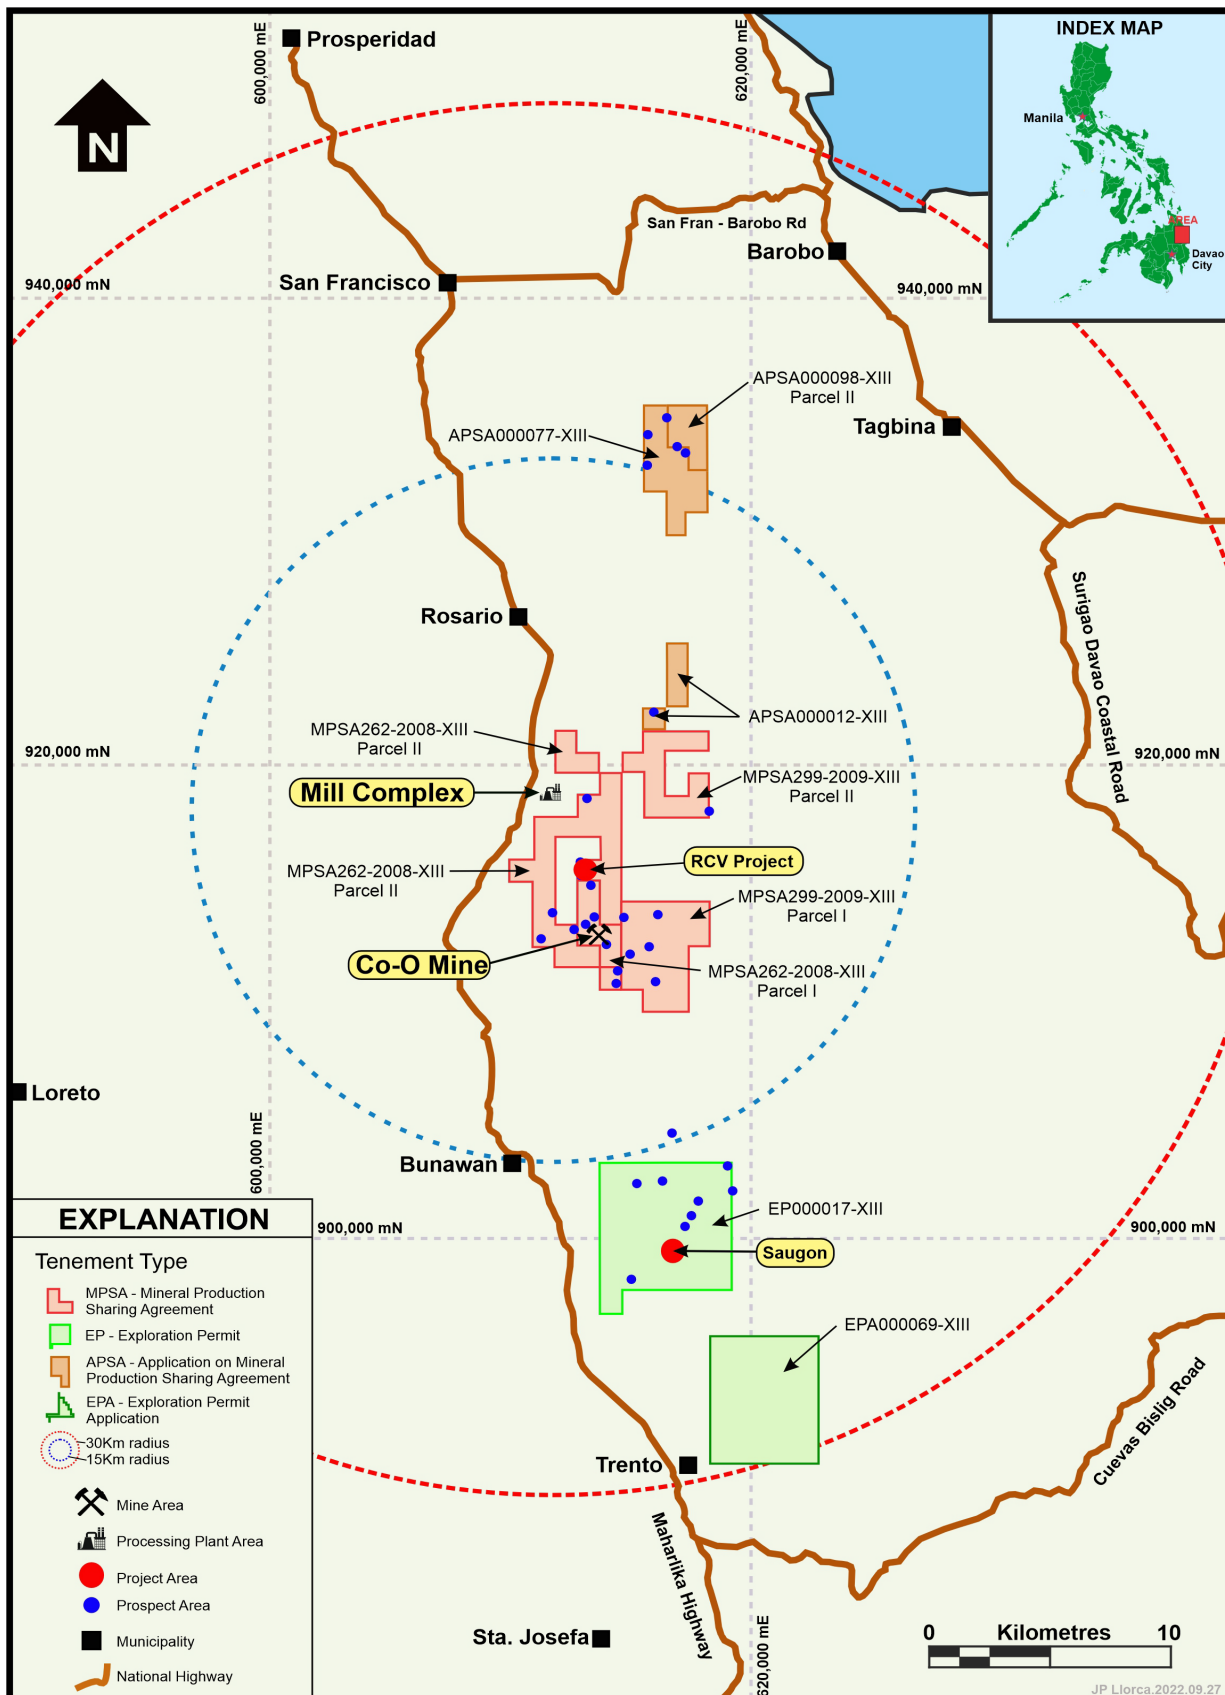 Prosperidad
600,000 mE
620,000 mE
INDEX MAP
Manila
AREA
Davao
City
N
San Fran - Barobo Rd
Barobo
San Francisco
940,000 mN
940,000 mN
APSA000098-XIII
Parcel II
APSA000077-XIII
Tagbina
Surigao Davao Coastal Road
Rosario
MPSA262-2008-XIII
Parcel II
APSA000012-XIII
920,000 mN
920,000 mN
Mill Complex
MPSA299-2009-XIII
Parcel II
RCV Project
MPSA262-2008-XIII
Parcel II
MPSA299-2009-XIII
Parcel I
Co-O Mine
MPSA262-2008-XIII
Parcel I
Loreto
600,000 mE
Bunawan
EP000017-XIII
900,000 mN
900,000 mN
Saugon
EPA000069-XIII
Trento
Cuevas Bislig Road
Maharlika Highway
Sta. Josefa
620,000 mE
EXPLANATION
Tenement Type
MPSA - Mineral Production
Sharing Agreement
EP - Exploration Permit
APSA - Application on Mineral
Production Sharing Agreement
EPA - Exploration Permit
Application
30Km radius
15Km radius
Mine Area
Processing Plant Area
Project Area
Prospect Area
Municipality
National Highway
0 Kilometres 10
JP Llorca.2022.09.27